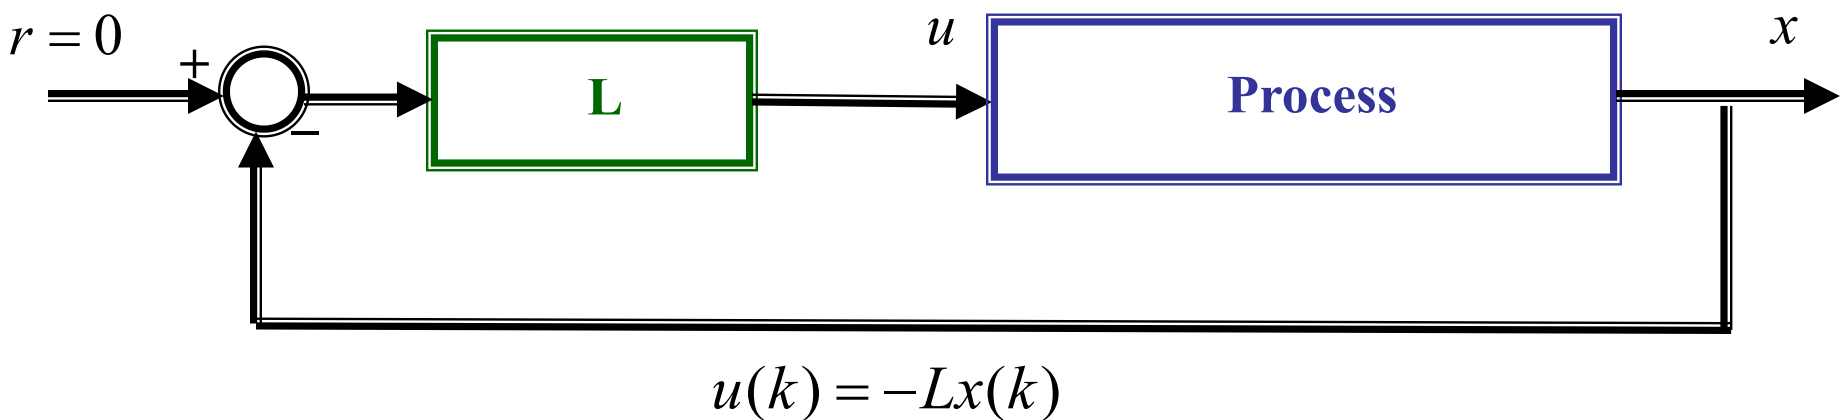 r = 0
+
−
L
u
Process
x
u(k) = −Lx(k)